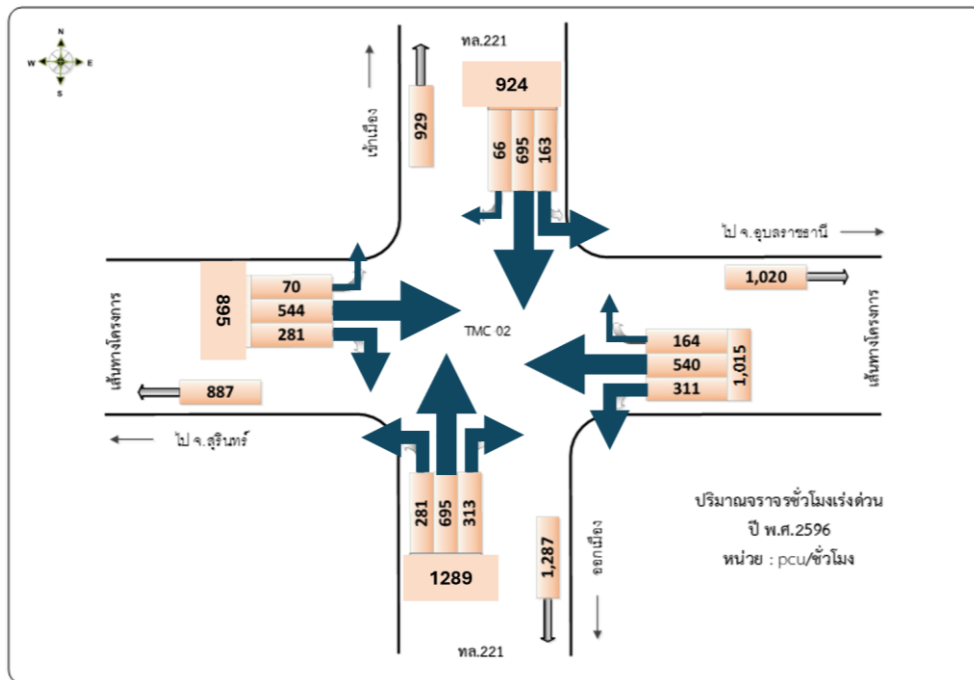 N
W E
S
ทล.221
924
66 695 163
929
เข้าเมือง
ไป จ.อุบลราชธานี
1,020
895
70
544
281
TMC 02
164
540
311
1,015
เส้นทางโครงการ
เส้นทางโครงการ
887
ไป จ.สุรินทร์
281 695 313
1289
1,287
ออกเมือง
ทล.221
ปริมาณจราจรชั่วโมงเร่งด่วน
ปี พ.ศ.2596
หน่วย : pcu/ชั่วโมง